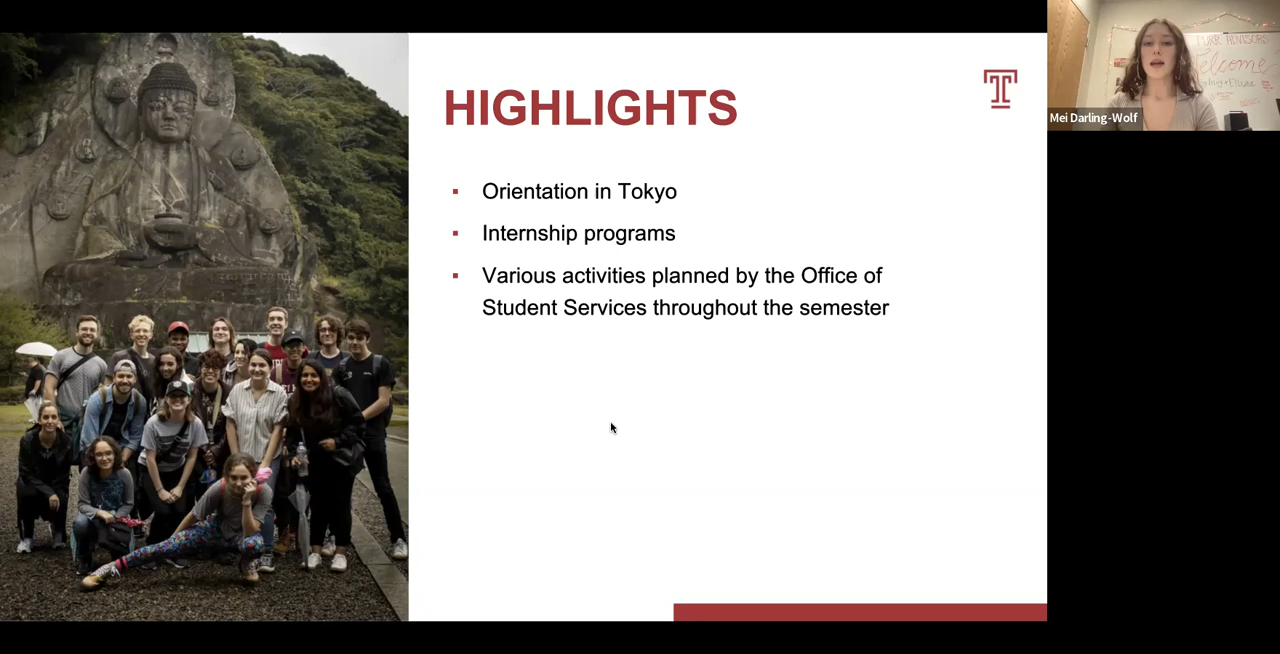 HIGHLIGHTS
Orientation in Tokyo
Internship programs
Various activities planned by the Office of
Student Services throughout the semester
Mei Darling-Wolf
Welcome